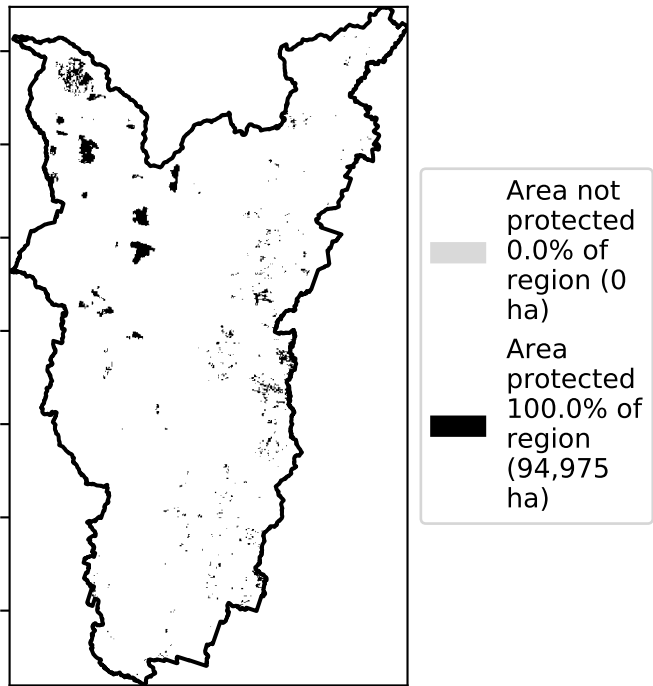 Area not
protected
0.0% of
region (0
ha)
Area
protected
100.0% of
region
(94,975
ha)